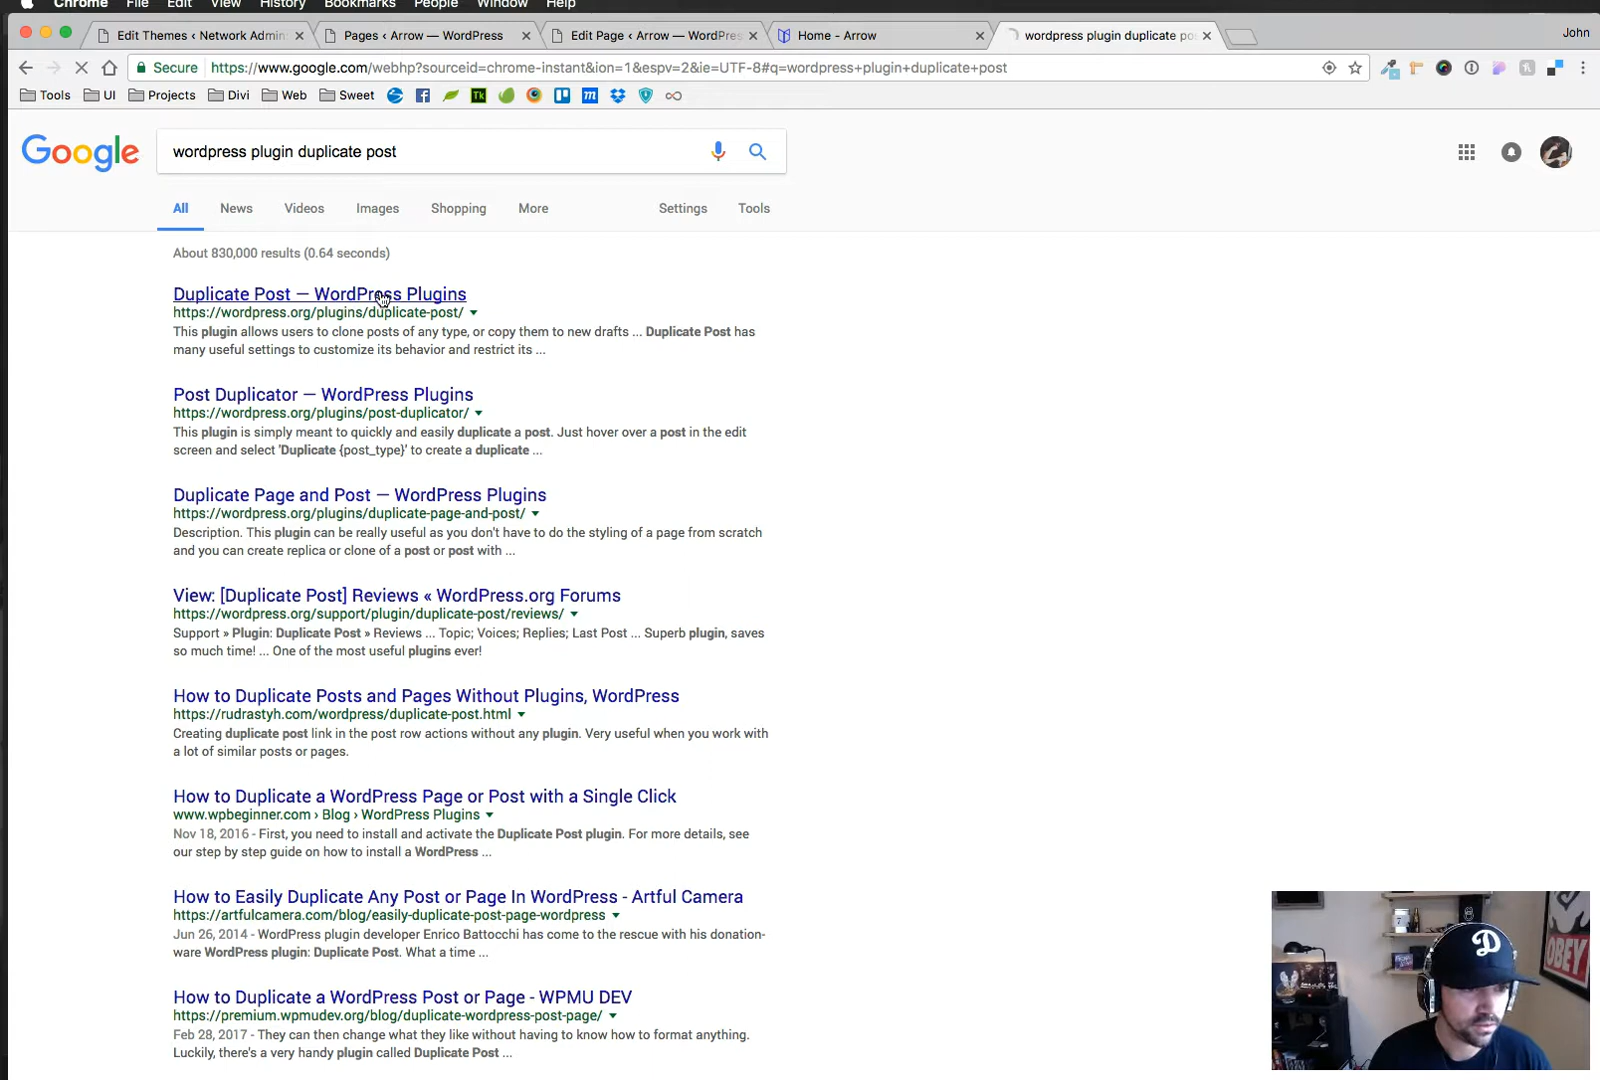 Chrome File Edit View History Bookmarks People Window Help
Edit Themes ‹ Network Admin Pages ‹ Arrow — WordPress Edit Page ‹ Arrow — WordPres Home - Arrow wordpress plugin duplicate po John
Secure https://www.google.com/webhp?sourceid=chrome-instant&ion=1&espv=2&ie=UTF-8#q=wordpress+plugin+duplicate+post
Tools UI Projects Divi Web Sweet
Google wordpress plugin duplicate post
All News Videos Images Shopping More Settings Tools
About 830,000 results (0.64 seconds)
Duplicate Post — WordPress Plugins
https://wordpress.org/plugins/duplicate-post/
This plugin allows users to clone posts of any type, or copy them to new drafts ... Duplicate Post has
many useful settings to customize its behavior and restrict its ...
Post Duplicator — WordPress Plugins
https://wordpress.org/plugins/post-duplicator/
This plugin is simply meant to quickly and easily duplicate a post. Just hover over a post in the edit
screen and select 'Duplicate {post_type}' to create a duplicate ...
Duplicate Page and Post — WordPress Plugins
https://wordpress.org/plugins/duplicate-page-and-post/
Description. This plugin can be really useful as you don't have to do the styling of a page from scratch
and you can create replica or clone of a post or post with ...
View: [Duplicate Post] Reviews « WordPress.org Forums
https://wordpress.org/support/plugin/duplicate-post/reviews/
Support » Plugin: Duplicate Post » Reviews ... Topic; Voices; Replies; Last Post ... Superb plugin, saves
so much time! ... One of the most useful plugins ever!
How to Duplicate Posts and Pages Without Plugins, WordPress
https://rudrastyh.com/wordpress/duplicate-post.html
Creating duplicate post link in the post row actions without any plugin. Very useful when you work with
a lot of similar posts or pages.
How to Duplicate a WordPress Page or Post with a Single Click
www.wpbeginner.com › Blog › WordPress Plugins
Nov 18, 2016 - First, you need to install and activate the Duplicate Post plugin. For more details, see
our step by step guide on how to install a WordPress ...
How to Easily Duplicate Any Post or Page In WordPress - Artful Camera
https://artfulcamera.com/blog/easily-duplicate-post-page-wordpress
Jun 26, 2014 - WordPress plugin developer Enrico Battocchi has come to the rescue with his donation-
ware WordPress plugin: Duplicate Post. What a time ...
How to Duplicate a WordPress Post or Page - WPMU DEV
https://premium.wpmudev.org/blog/duplicate-wordpress-post-page/
Feb 28, 2017 - They can then change what they like without having to know how to format anything.
Luckily, there's a very handy plugin called Duplicate Post ...
D
OBEY